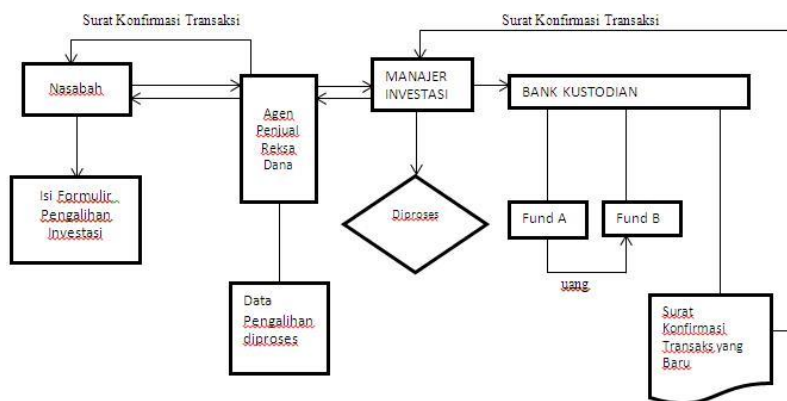 Surat Konfirmasi Transaksi
Surat Konfirmasi Transaksi
Nasabah
Agen
Penjual
Reksa
Dana
MANAJER
INVESTASI
BANK KUSTODIAN
Isi Formulir
Pengalihan
Investasi
Diproses
Fund A
Fund B
uang
Data
Pengalihan
diproses
Surat
Konfirmasi
Transaks yang
Baru